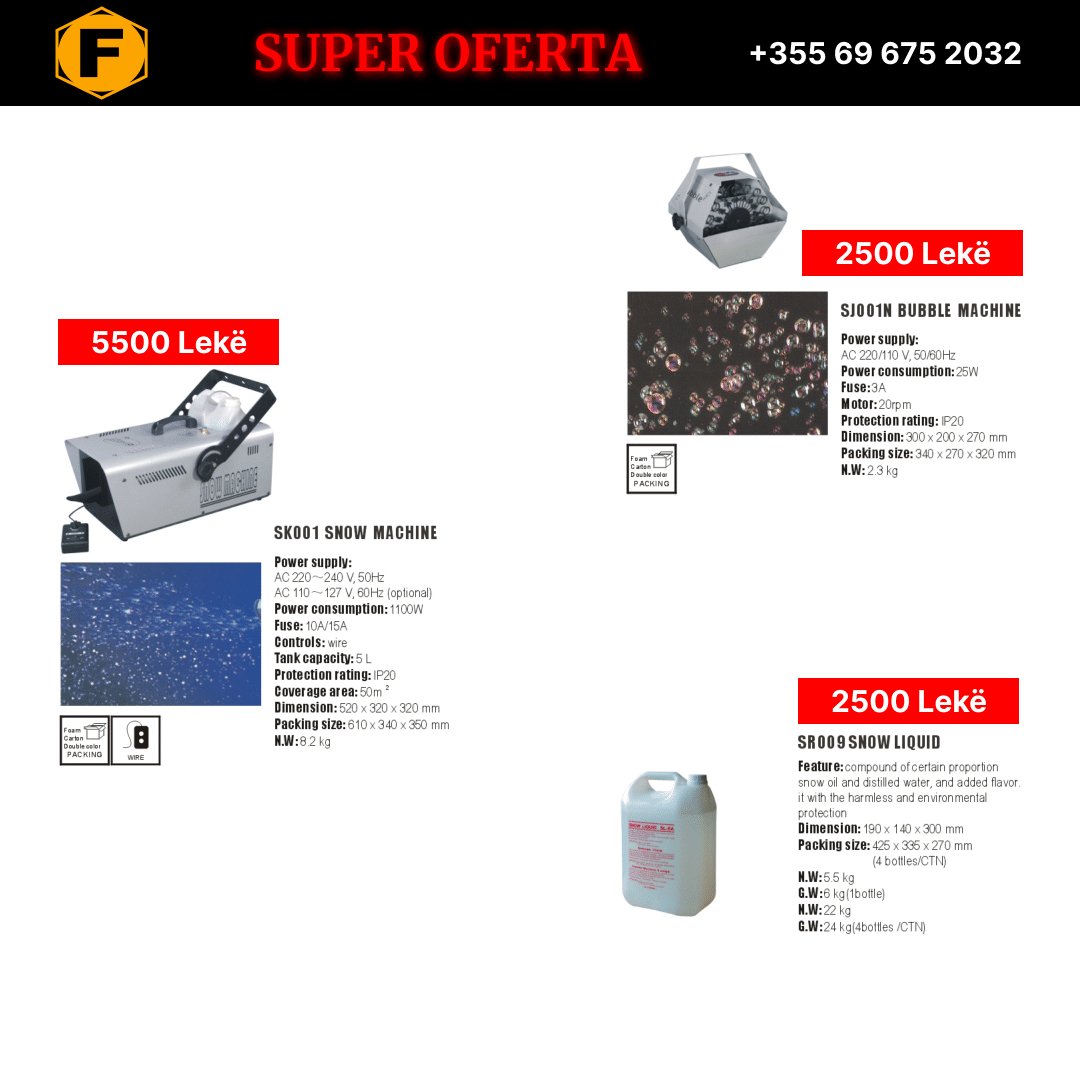 F
SUPER OFERTA
+355 69 675 2032
5500 Lekë
SNOW MACHINE
SK001 SNOW MACHINE
Power supply:
AC 220～240 V, 50Hz
AC 110～127 V, 60Hz (optional)
Power consumption: 1100W
Fuse: 10A/15A
Controls: wire
Tank capacity: 5 L
Protection rating: IP20
Coverage area: 50m ²
Dimension: 520 x 320 x 320 mm
Packing size: 610 x 340 x 350 mm
N.W: 8.2 kg
Foam
Carton
Double color
PACKING
WIRE
2500 Lekë
SJ001N BUBBLE MACHINE
Power supply:
AC 220/110 V, 50/60Hz
Power consumption: 25W
Fuse: 3A
Motor: 20rpm
Protection rating: IP20
Dimension: 300 x 200 x 270 mm
Packing size: 340 x 270 x 320 mm
N.W: 2.3 kg
Foam
Carton
Double color
PACKING
2500 Lekë
SR009 SNOW LIQUID
Feature: compound of certain proportion
snow oil and distilled water, and added flavor.
it with the harmless and environmental
protection
Dimension: 190 x 140 x 300 mm
Packing size: 425 x 335 x 270 mm
(4 bottles/CTN)
N.W: 5.5 kg
G.W: 6 kg(1bottle)
N.W: 22 kg
G.W: 24 kg(4bottles /CTN)
SNOW LIQUID